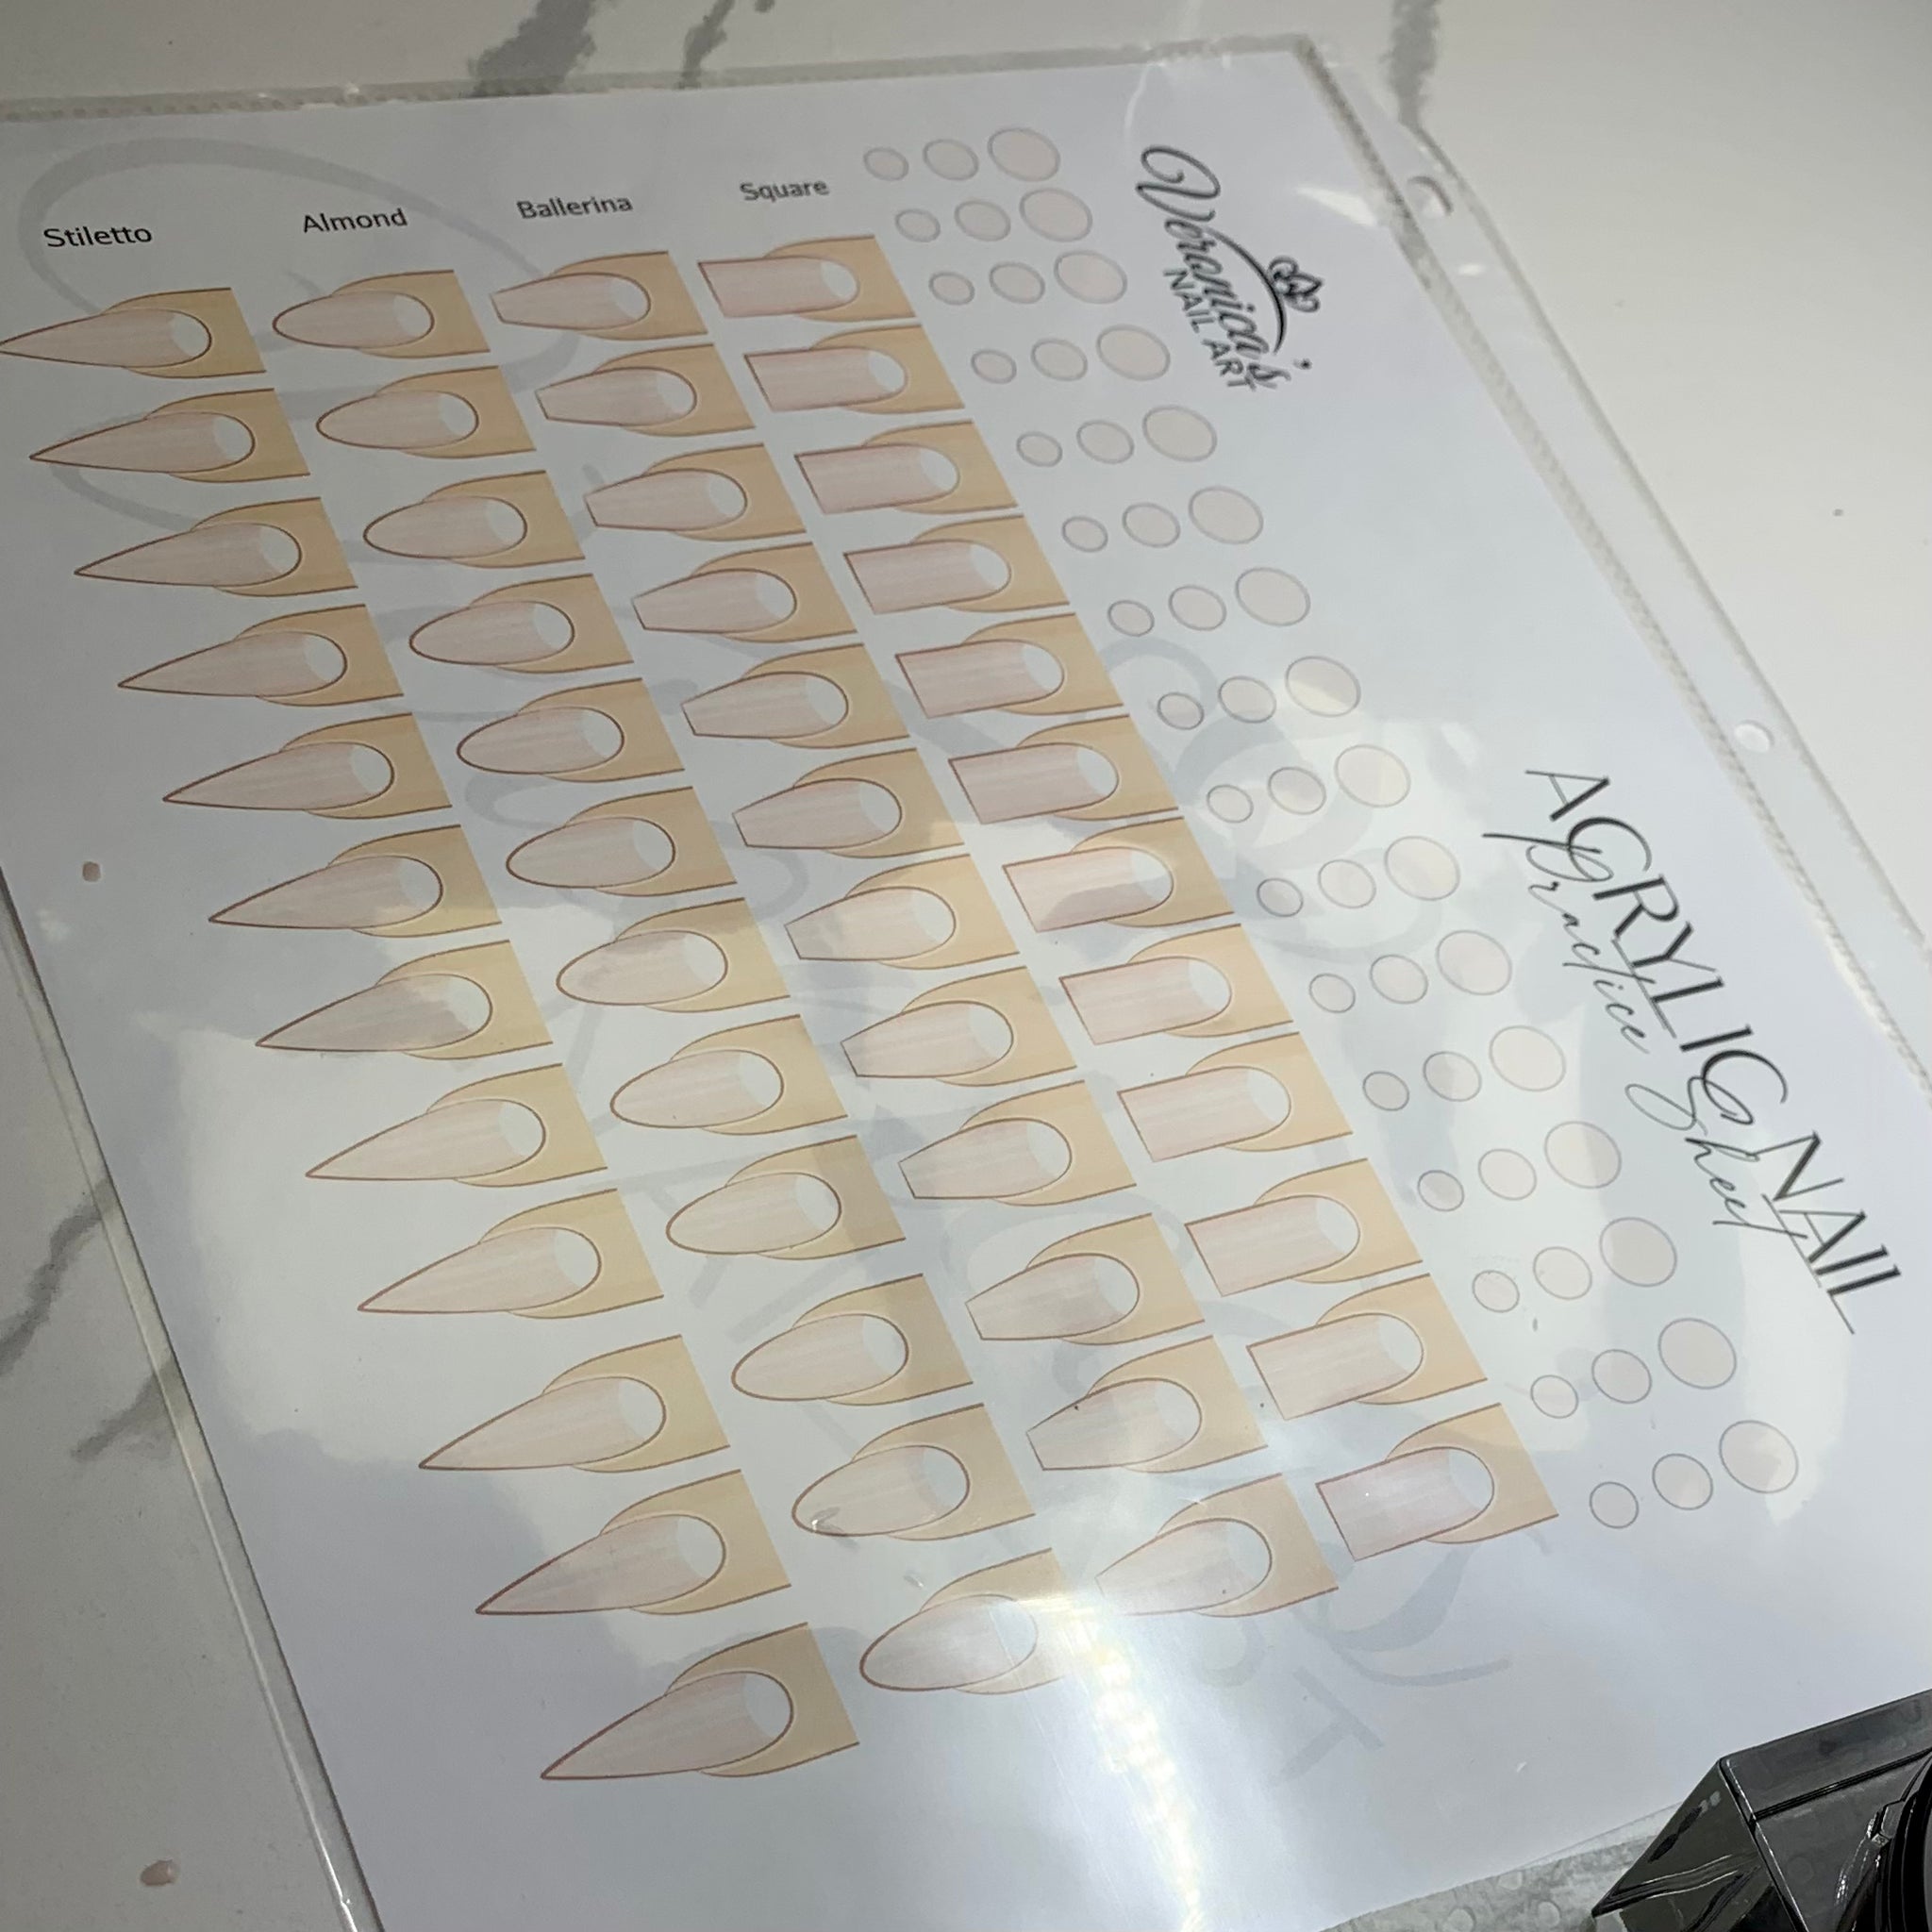 Veronica's
NAIL ART
ACRYLIC NAIL
Practice Sheet
Stiletto
Almond
Ballerina
Square